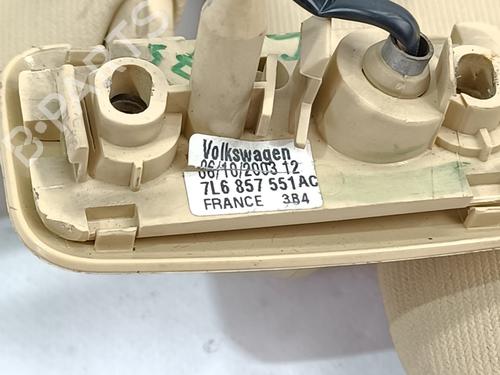 B-PARTS
Volkswagen
06/10/2003 12
7L6 857 551AC
FRANCE 3B4